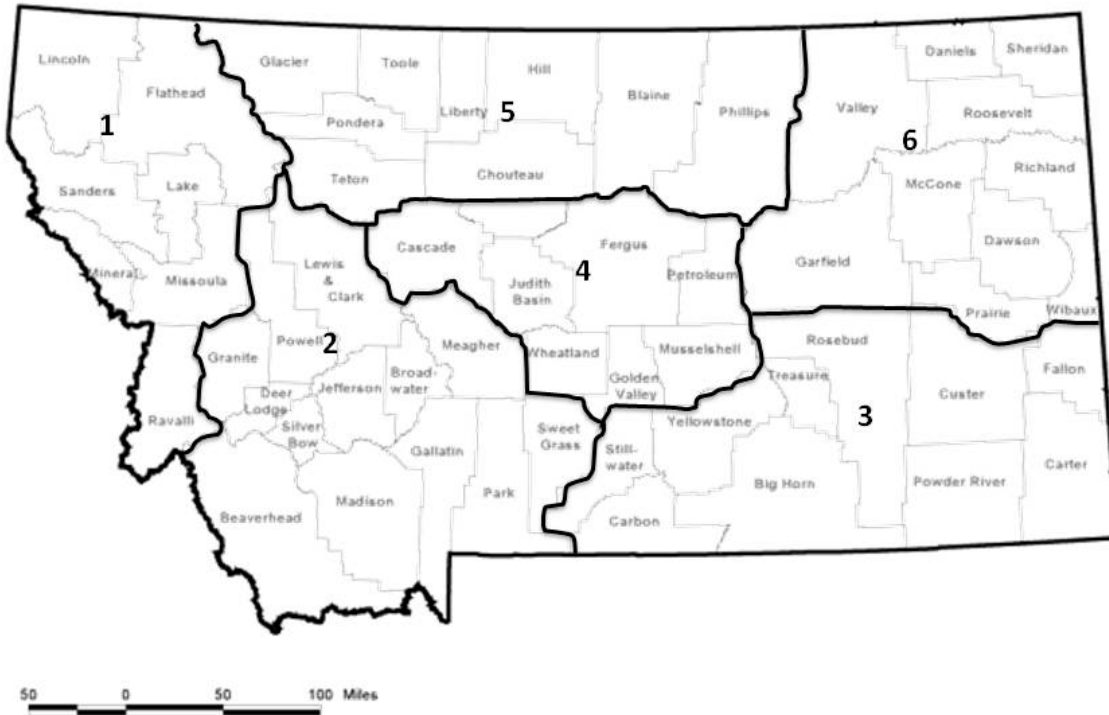 Lincoln
Flathead
1
Sanders
Lake
Mineral
Missoula
Ravalli
Glacier
Toole
Hill
Liberty
5
Blaine
Phillips
Pondera
Teton
Chouteau
Daniels
Sheridan
Valley
Roosevelt
6
Richland
McCone
Dawson
Garfield
Prairie
Wibaux
Cascade
Fergus
4
Judith
Basin
Petroleum
Wheatland
Golden
Valley
Musselshell
Lewis
&
Clark
Powell
2
Granite
Meagher
Broad-
water
Jefferson
Deer
Lodge
Silver
Bow
Gallatin
Sweet
Grass
Park
Madison
Beaverhead
Rosebud
Treasure
Custer
Fallon
3
Yellowstone
Still-
water
Big Horn
Powder River
Carter
Carbon
50 0 50 100 Miles